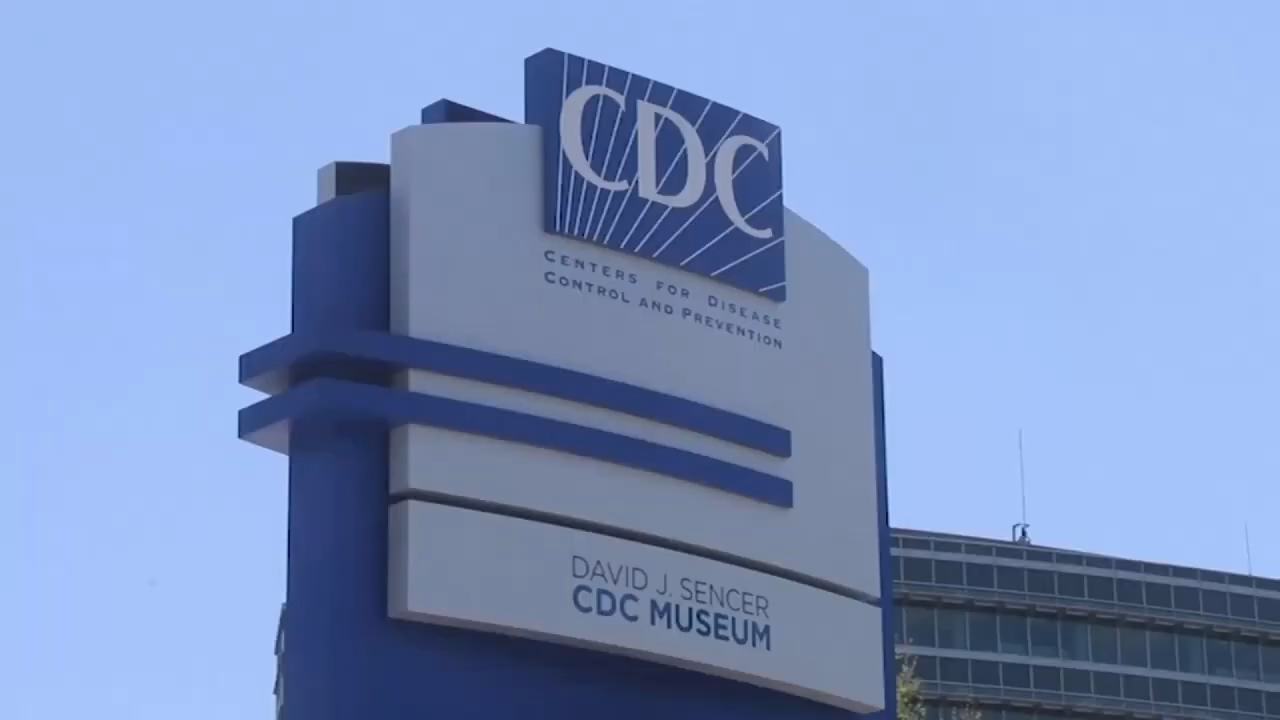 CDC
CENTERS FOR DISEASE
CONTROL AND PREVENTION
DAVID J. SENCER
CDC MUSEUM